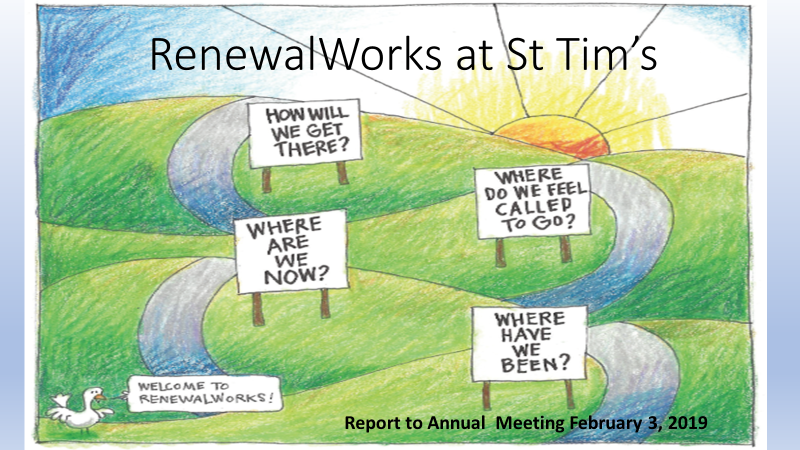 RenewalWorks at St Tim's
HOW WILL
WE GET
THERE?
WHERE
DO WE FEEL
CALLED
TO GO?
WHERE
ARE
WE
NOW?
WHERE
HAVE
WE
BEEN?
WELCOME TO
RENEWALWORKS!
Report to Annual Meeting February 3, 2019